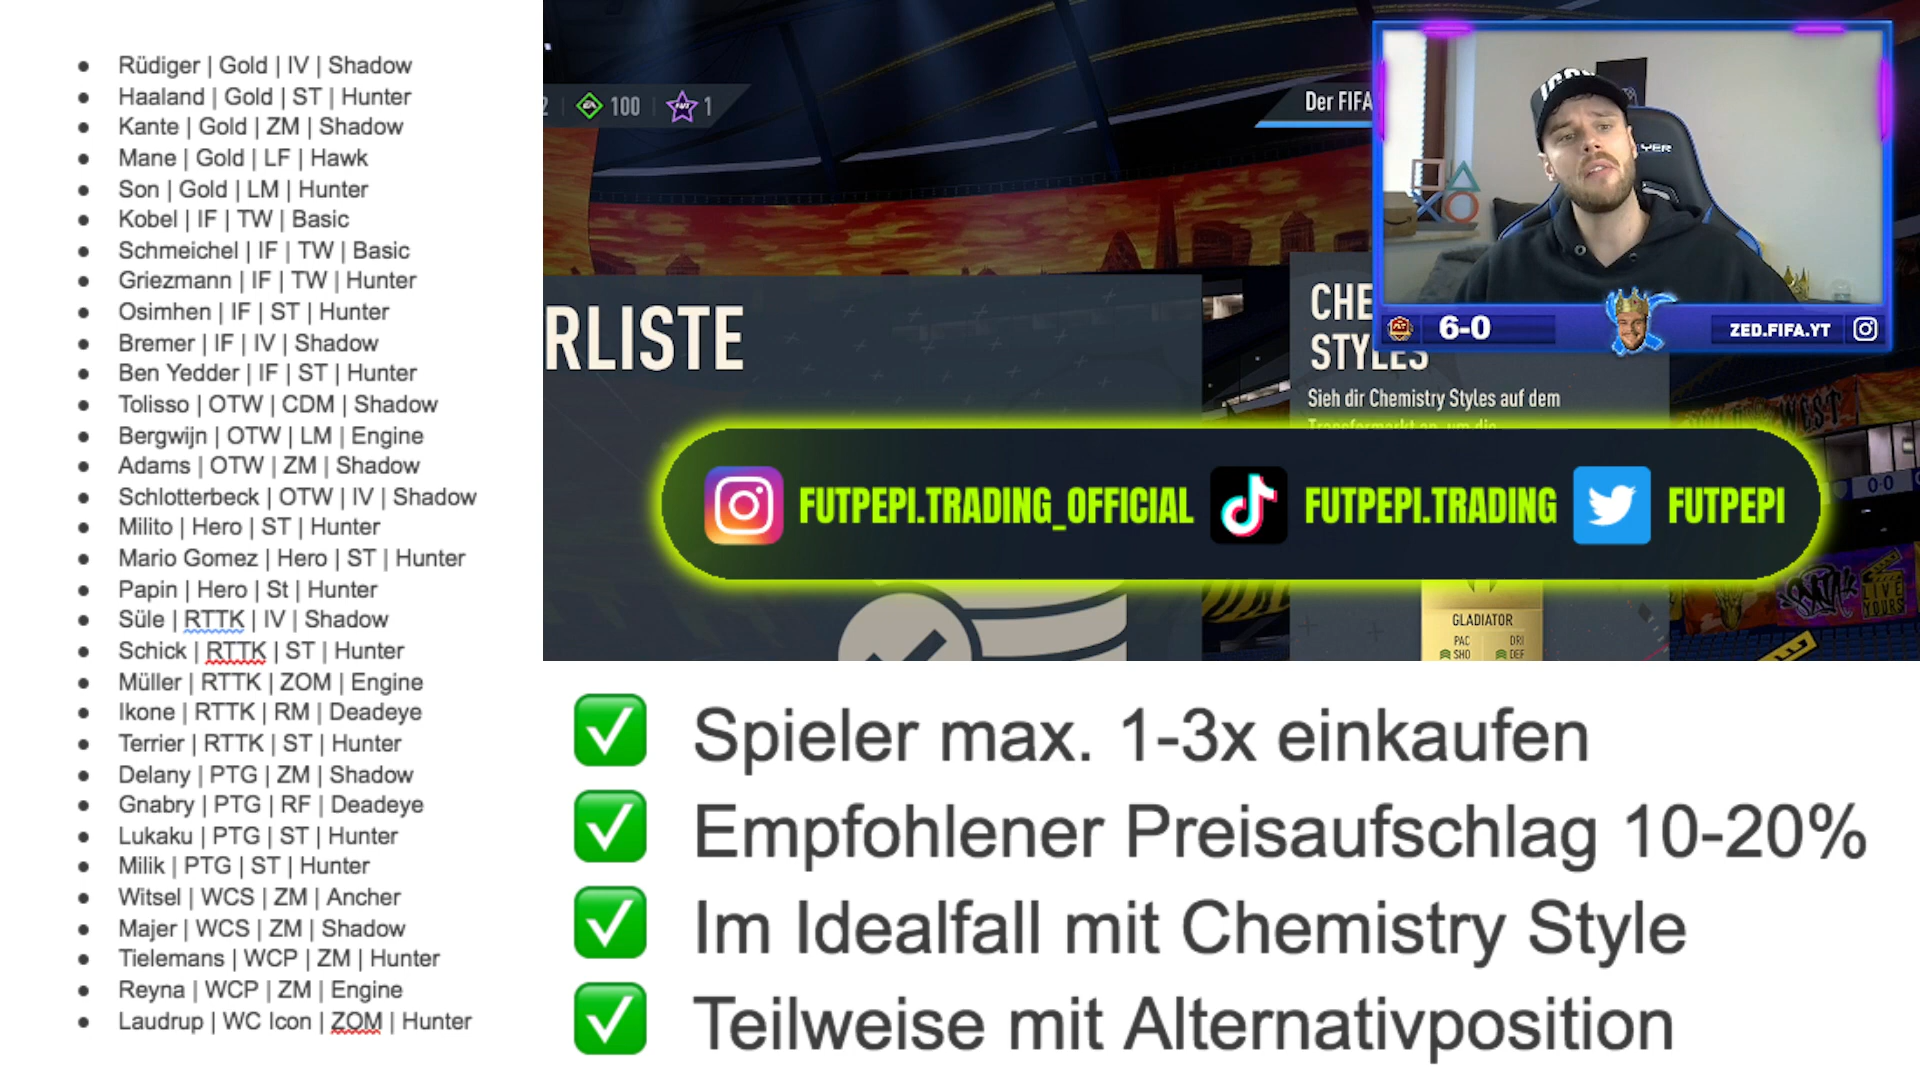 Rüdiger | Gold | IV | Shadow
Haaland | Gold | ST | Hunter
Kante | Gold | ZM | Shadow
Mane | Gold | LF | Hawk
Son | Gold | LM | Hunter
Kobel | IF | TW | Basic
Schmeichel | IF | TW | Basic
Griezmann | IF | TW | Hunter
Osimhen | IF | ST | Hunter
Bremer | IF | IV | Shadow
Ben Yedder | IF | ST | Hunter
Tolisso | OTW | CDM | Shadow
Bergwijn | OTW | LM | Engine
Adams | OTW | ZM | Shadow
Schlotterbeck | OTW | IV | Shadow
Milito | Hero | ST | Hunter
Mario Gomez | Hero | ST | Hunter
Papin | Hero | St | Hunter
Süle | RTTK | IV | Shadow
Schick | RTTK | ST | Hunter
Müller | RTTK | ZOM | Engine
Ikone | RTTK | RM | Deadeye
Terrier | RTTK | ST | Hunter
Delany | PTG | ZM | Shadow
Gnabry | PTG | RF | Deadeye
Lukaku | PTG | ST | Hunter
Milik | PTG | ST | Hunter
Witsel | WCS | ZM | Ancher
Majer | WCS | ZM | Shadow
Tielemans | WCP | ZM | Hunter
Reyna | WCP | ZM | Engine
Laudrup | WC Icon | ZOM | Hunter
2 | 100 | 1
Der FIFA
RLISTE
CHE
STYLES
Sieh dir Chemistry Styles auf dem
Transfermarkt an, um die
6-0
ZED.FIFA.YT
FUTPEPI.TRADING_OFFICIAL
FUTPEPI.TRADING
FUTPEPI
0-0
LIVE
YOURS
GLADIATOR
PAC DRI
SHO DEF
Spieler max. 1-3x einkaufen
Empfohlener Preisaufschlag 10-20%
Im Idealfall mit Chemistry Style
Teilweise mit Alternativposition